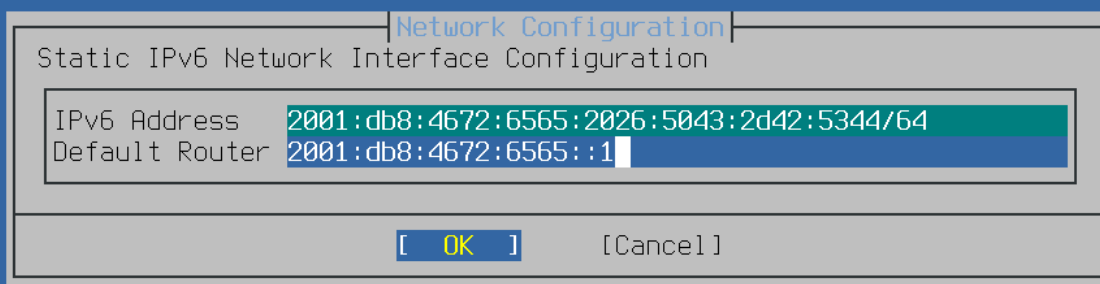 Network Configuration
Static IPv6 Network Interface Configuration
IPv6 Address 2001:db8:4672:6565:2026:5043:2d42:5344/64
Default Router 2001:db8:4672:6565::1
[ OK ] [Cancel]